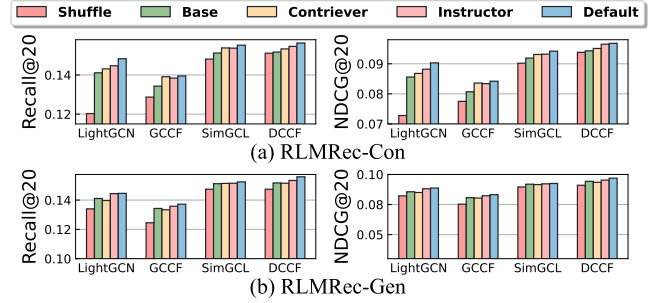 Shuffle Base Contriever Instructor Default
Recall@20
0.14
0.12
LightGCN GCCF SimGCL DCCF
NDCG@20
0.09
0.08
0.07
LightGCN GCCF SimGCL DCCF
(a) RLMRec-Con
Recall@20
0.14
0.12
0.10
LightGCN GCCF SimGCL DCCF
NDCG@20
0.10
0.08
0.05
LightGCN GCCF SimGCL DCCF
(b) RLMRec-Gen